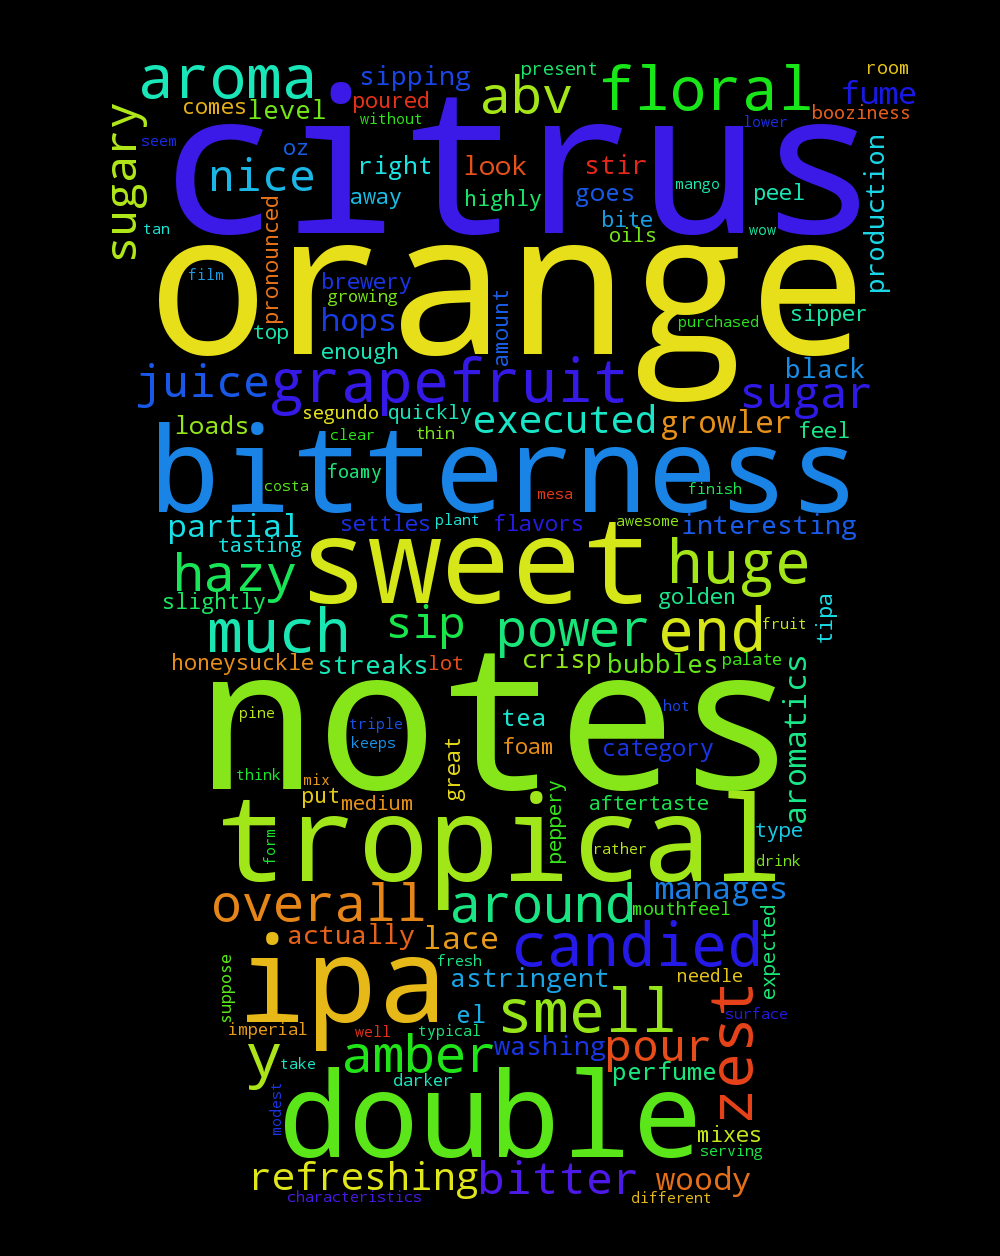 aroma sipping present abv floral room fume
comes level poured without citrus lower booziness
sugary seem oz nice right look stir
away highly goes mango peel production
tan pronounced bite oils wow
orange
film brewery growing hops top enough amount purchased sipper
juice grapefruit black sugar
loads segundo quickly executed growler feel
clear thin
bitterness
foamy costa mesa finish
partial settles plant flavors awesome interesting
tasting sweet
hazy huge
slightly golden tipa
much sip power end fruit
honeysuckle streaks lot crisp bubbles palate
notes
pine triple keeps tea foam hot category aromatics
think mix put medium great aftertaste
tropical
form peppery rather type drink
manages
overall around mouthfeel
actually lace candied expected
ipa fresh astringent needle
suppose el smell zest surface
imperial well typical
y take amber washing pour
darker perfume
double
modest mixes serving
refreshing bitter woody
characteristics different